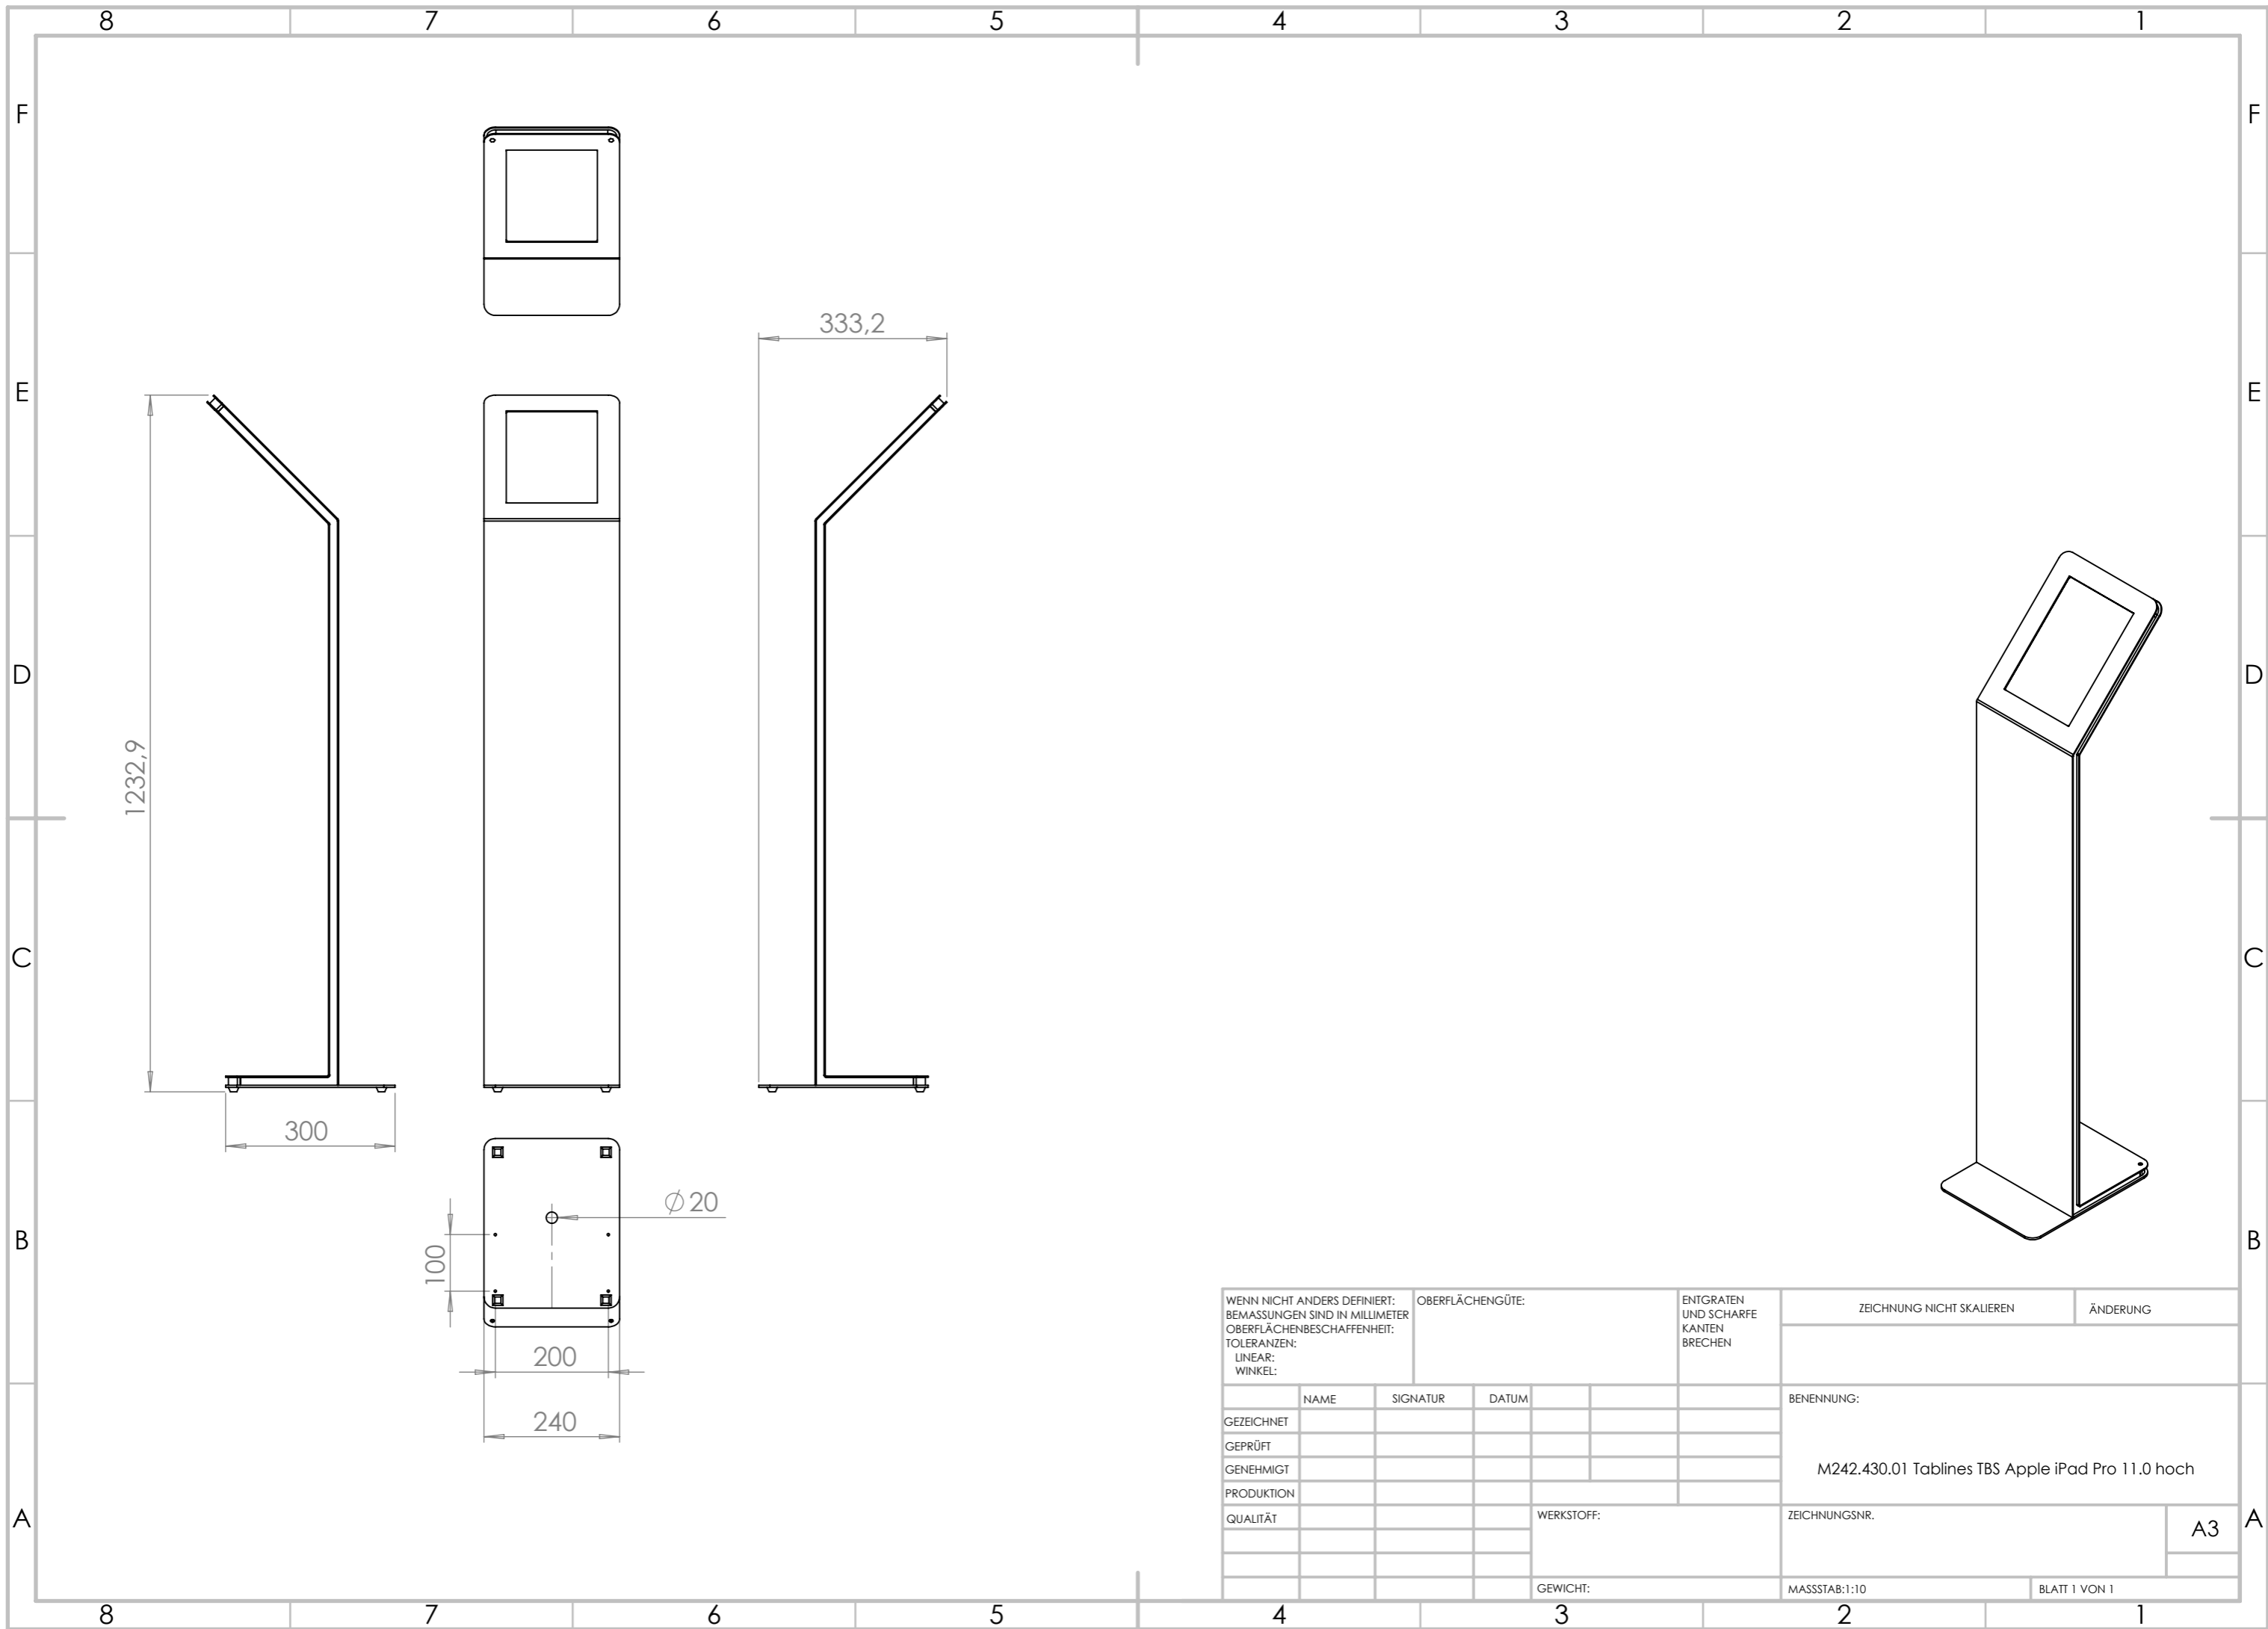 8 7 6 5 4 3 2 1
F F
333,2
E E
D D
1232,9
C C
300
Ø20
B B
100
200
240
WENN NICHT ANDERS DEFINIERT:
BEMASSUNGEN SIND IN MILLIMETER
OBERFLÄCHENBESCHAFFENHEIT:
TOLERANZEN:
LINEAR:
WINKEL:
OBERFLÄCHENGÜTE:
ENTGRATEN
UND SCHARFE
KANTEN
BRECHEN
ZEICHNUNG NICHT SKALIEREN
ÄNDERUNG
NAME SIGNATUR DATUM
GEZEICHNET
GEPRÜFT
GENEHMIGT
PRODUKTION
QUALITÄT
BENENNUNG:
M242.430.01 Tablines TBS Apple iPad Pro 11.0 hoch
WERKSTOFF:
ZEICHNUNGSNR.
A3
A A
GEWICHT:
MASSSTAB:1:10
BLATT 1 VON 1
8 7 6 5 4 3 2 1